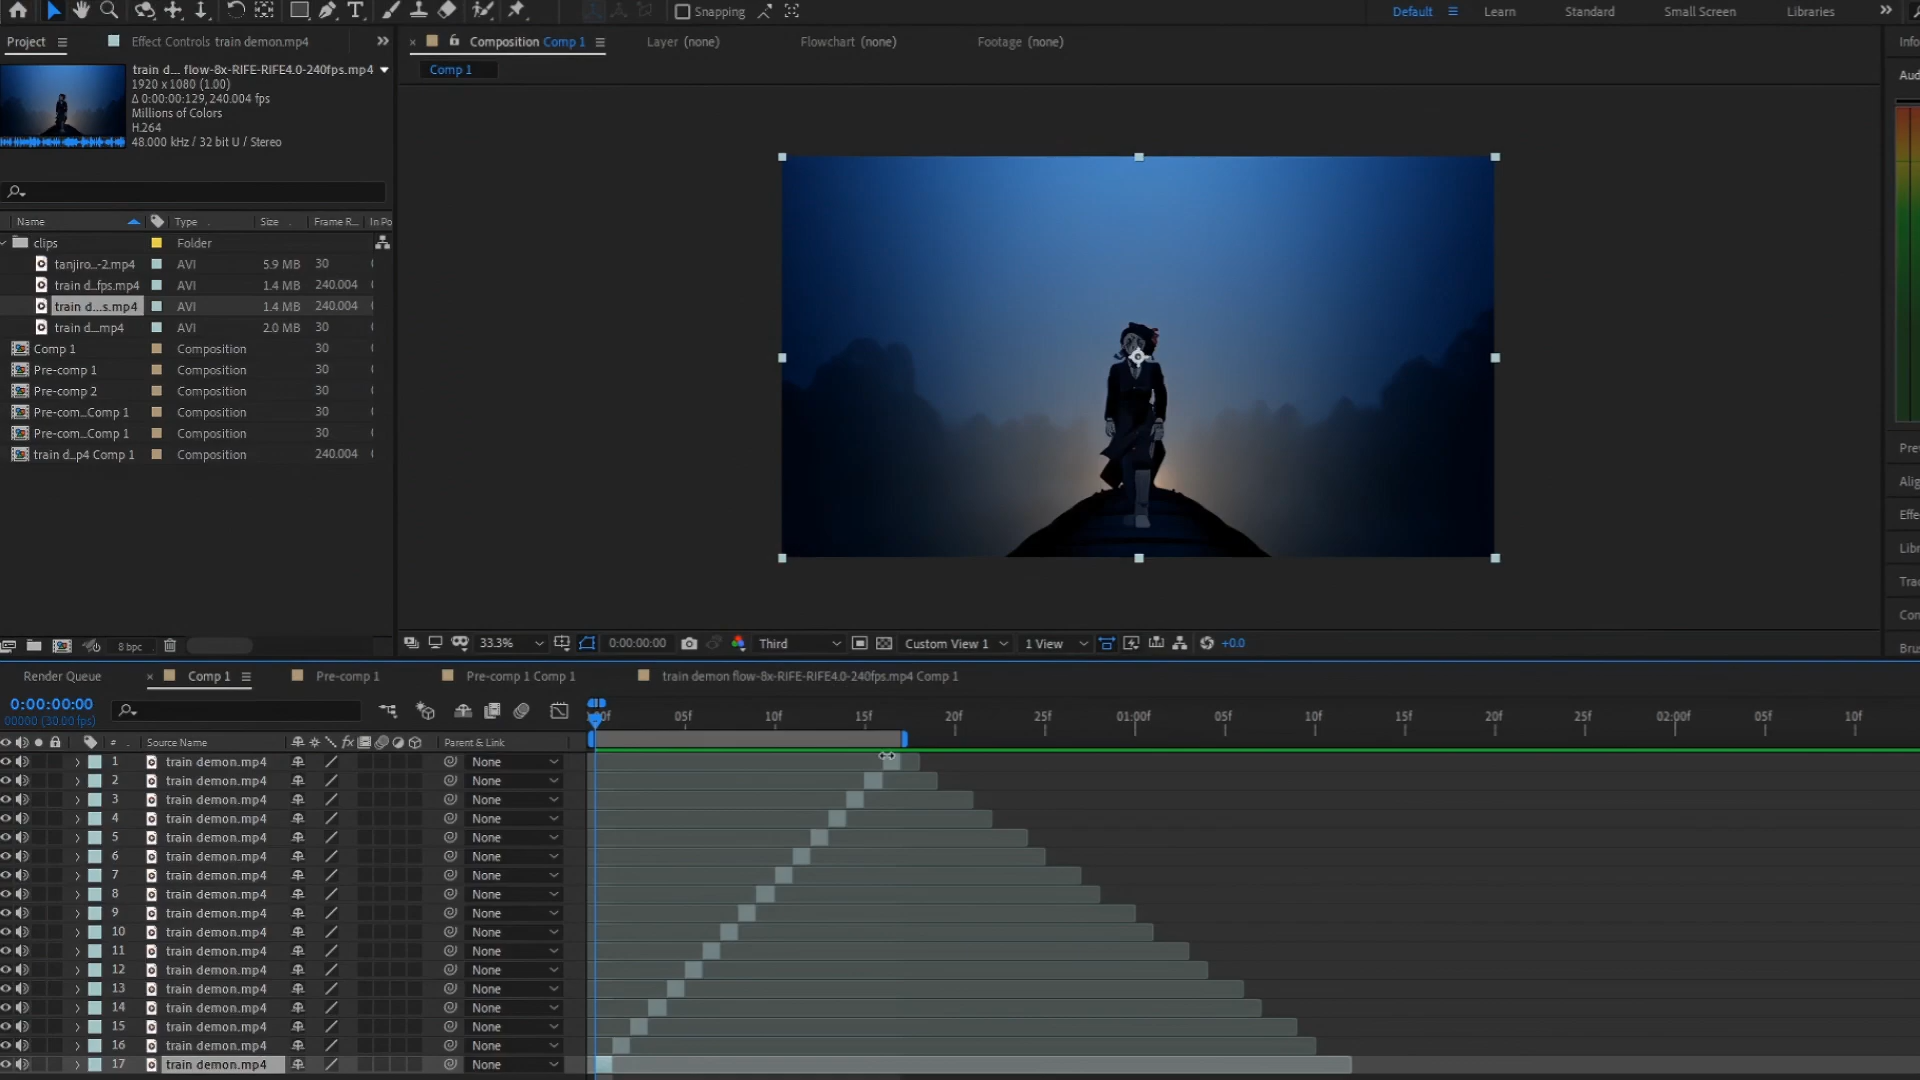 Snapping
Default
Learn
Standard
Small Screen
Libraries
Project
Effect Controls train demon.mp4
Composition Comp 1
Layer (none)
Flowchart (none)
Footage (none)
Info
Comp 1
train d... flow-8x-RIFE-RIFE4.0-240fps.mp4
1920 x 1080 (1.00)
Δ 0:00:00:129, 240.004 fps
Millions of Colors
H.264
48.000 kHz / 32 bit U / Stereo
Name Type Size Frame R... In Po
clips Folder
tanjiro...-2.mp4 AVI 5.9 MB 30
train d...fps.mp4 AVI 1.4 MB 240.004
train d...s.mp4 AVI 1.4 MB 240.004
train d....mp4 AVI 2.0 MB 30
Comp 1 Composition 30
Pre-comp 1 Composition 30
Pre-comp 2 Composition 30
Pre-com...Comp 1 Composition 30
Pre-com...Comp 1 Composition 30
train d...p4 Comp 1 Composition 240.004
8 bpc
33.3%
0:00:00:00
Third
Custom View 1
1 View
+0.0
Render Queue
Comp 1
Pre-comp 1
Pre-comp 1 Comp 1
train demon flow-8x-RIFE-RIFE4.0-240fps.mp4 Comp 1
0:00:00:00
00000 (30.00 fps)
05f 10f 15f 20f 25f 01:00f 05f 10f 15f 20f 25f 02:00f 05f 10f
# Source Name Parent & Link
1 train demon.mp4 None
2 train demon.mp4 None
3 train demon.mp4 None
4 train demon.mp4 None
5 train demon.mp4 None
6 train demon.mp4 None
7 train demon.mp4 None
8 train demon.mp4 None
9 train demon.mp4 None
10 train demon.mp4 None
11 train demon.mp4 None
12 train demon.mp4 None
13 train demon.mp4 None
14 train demon.mp4 None
15 train demon.mp4 None
16 train demon.mp4 None
17 train demon.mp4 None